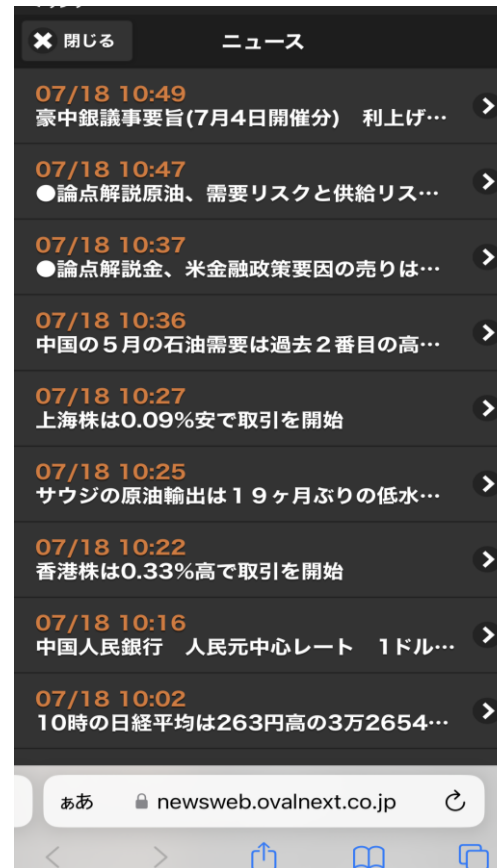 閉じる
ニュース
07/18 10:49
豪中銀議事要旨(7月4日開催分) 利上げ…
07/18 10:47
●論点解説原油、需要リスクと供給リス…
07/18 10:37
●論点解説金、米金融政策要因の売りは…
07/18 10:36
中国の５月の石油需要は過去２番目の高…
07/18 10:27
上海株は0.09%安で取引を開始
07/18 10:25
サウジの原油輸出は１９ヶ月ぶりの低水…
07/18 10:22
香港株は0.33%高で取引を開始
07/18 10:16
中国人民銀行 人民元中心レート 1ドル…
07/18 10:02
10時の日経平均は263円高の3万2654…
ぁあ newsweb.ovalnext.co.jp